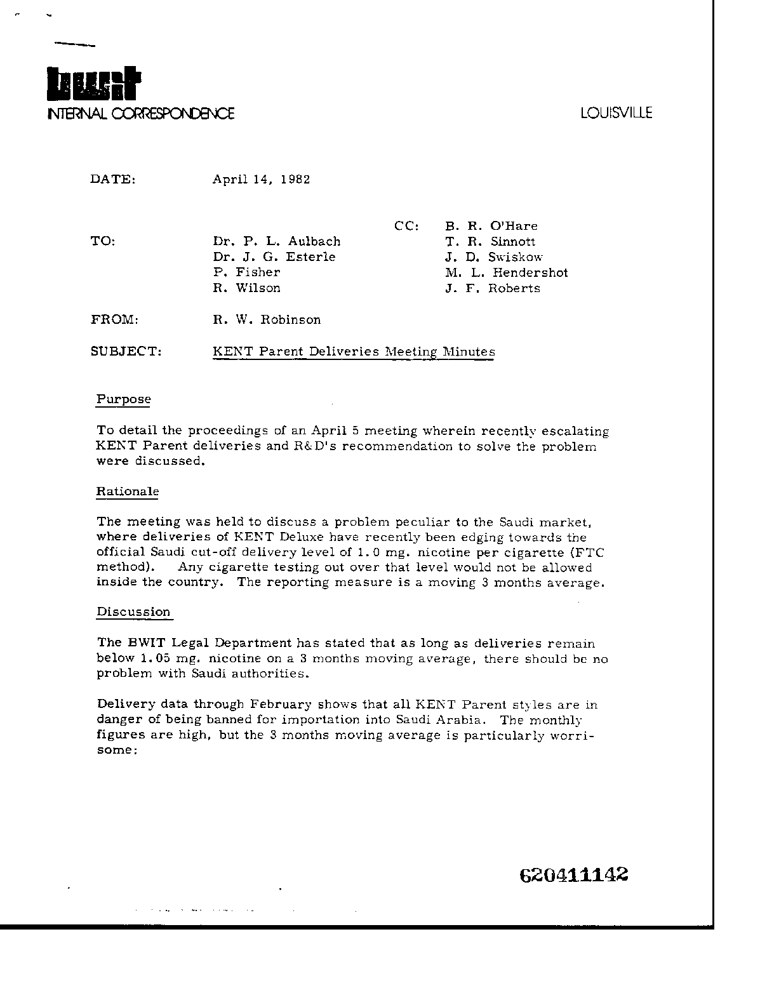 bwit
INTERNAL CORRESPONDENCE LOUISVILLE
DATE: April 14, 1982
CC: B. R. O'Hare
TO: Dr. P. L. Aulbach T. R. Sinnott
Dr. J. G. Esterle J. D. Swiskow
P. Fisher M. L. Hendershot
R. Wilson J. F. Roberts
FROM: R. W. Robinson
SUBJECT: KENT Parent Deliveries Meeting Minutes
Purpose
To detail the proceedings of an April 5 meeting wherein recently escalating
KENT Parent deliveries and R&D's recommendation to solve the problem
were discussed.
Rationale
The meeting was held to discuss a problem peculiar to the Saudi market,
where deliveries of KENT Deluxe have recently been edging towards the
official Saudi cut-off delivery level of 1.0 mg. nicotine per cigarette (FTC
method). Any cigarette testing out over that level would not be allowed
inside the country. The reporting measure is a moving 3 months average.
Discussion
The BWIT Legal Department has stated that as long as deliveries remain
below 1.05 mg. nicotine on a 3 months moving average, there should be no
problem with Saudi authorities.
Delivery data through February shows that all KENT Parent styles are in
danger of being banned for importation into Saudi Arabia. The monthly
figures are high, but the 3 months moving average is particularly worri-
some:
620411142